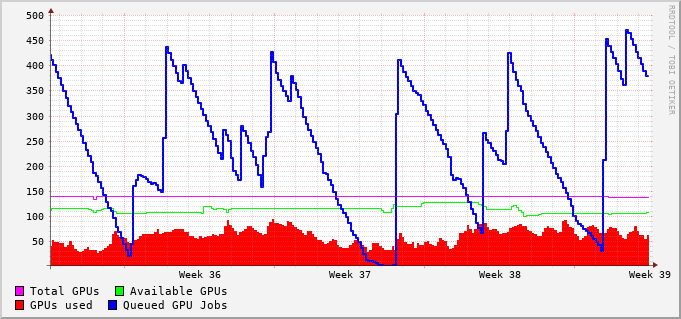 500
450
400
350
300
250
200
150
100
50
Week 36 Week 37 Week 38 Week 39
Total GPUs Available GPUs
GPUs used Queued GPU Jobs
RRDTOOL / TOBI OETIKER